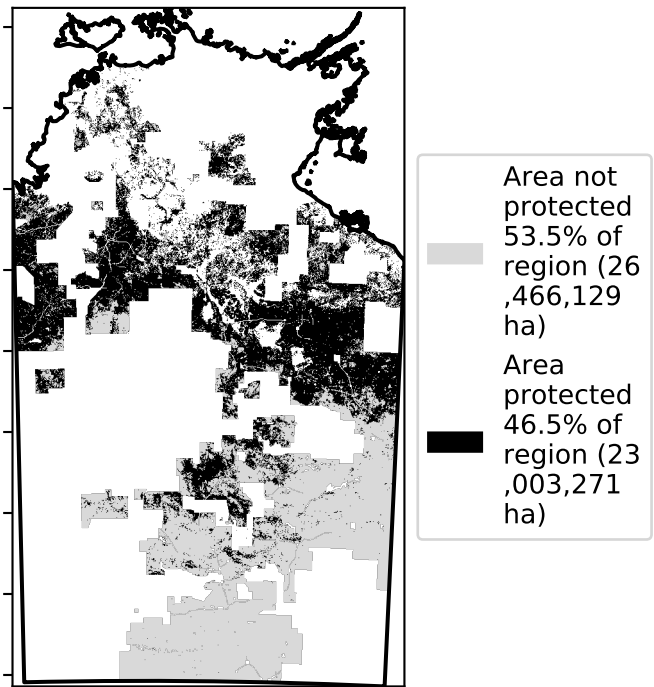 Area not
protected
53.5% of
region (26
,466,129
ha)
Area
protected
46.5% of
region (23
,003,271
ha)